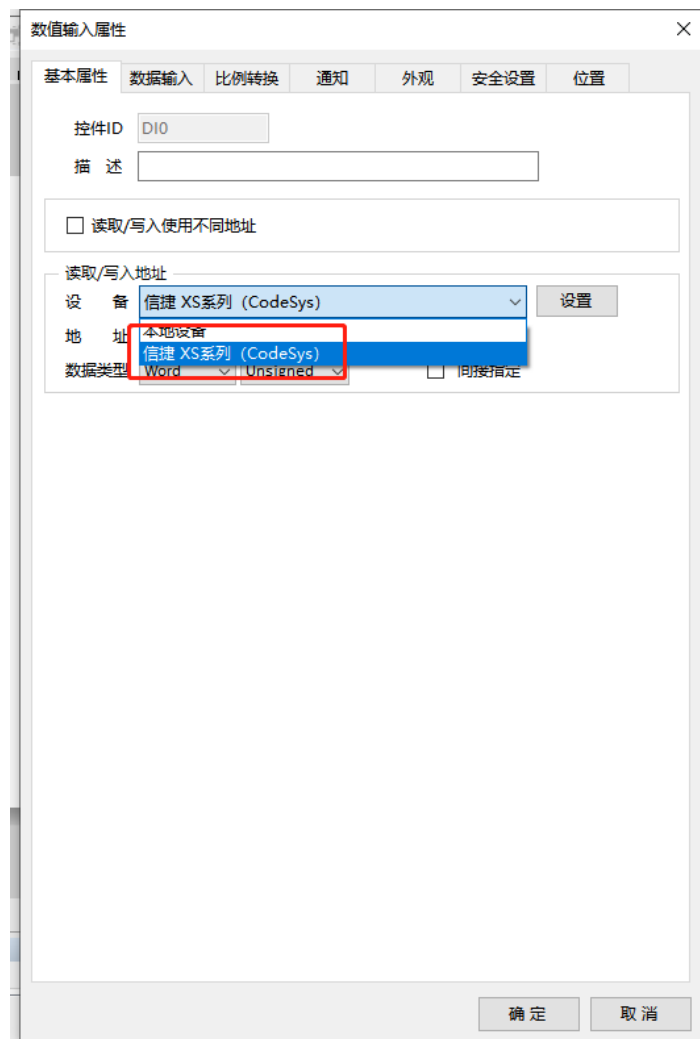 数值输入属性
基本属性 数据输入 比例转换 通知 外观 安全设置 位置
控件ID DI0
描 述
读取/写入使用不同地址
读取/写入地址
设 备 信捷 XS系列（CodeSys） 设置
地 址 本地设备
信捷 XS系列（CodeSys）
数据类型 Word Unsigned 间接指定
确 定 取 消